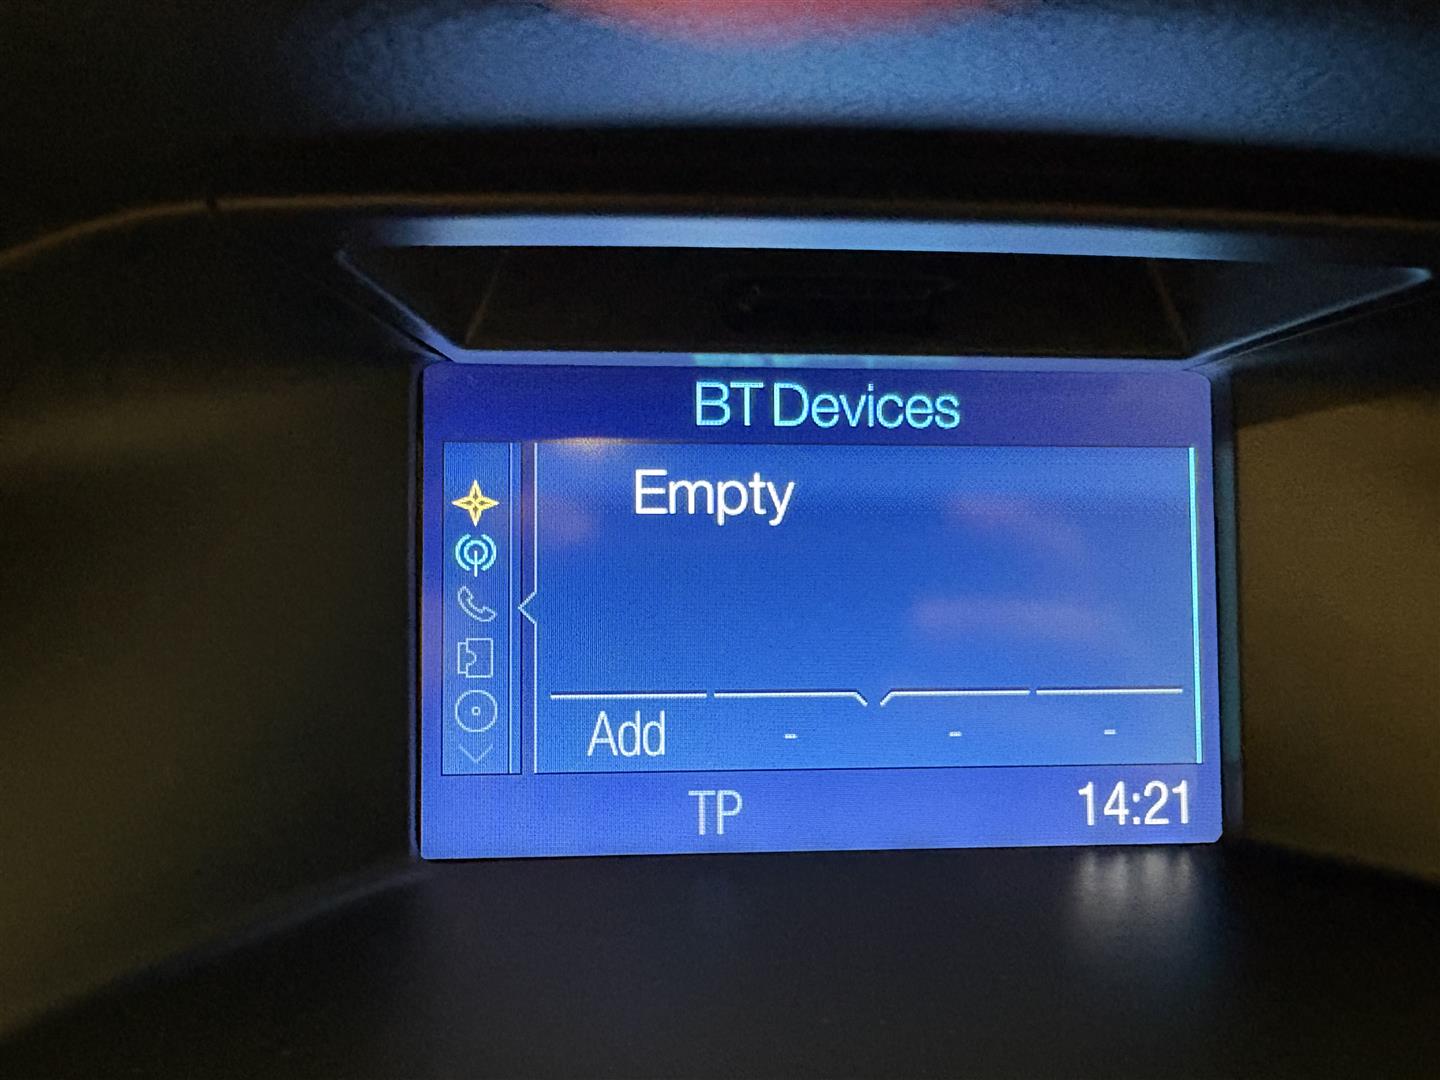 BT Devices
Empty
Add - - -
TP 14:21